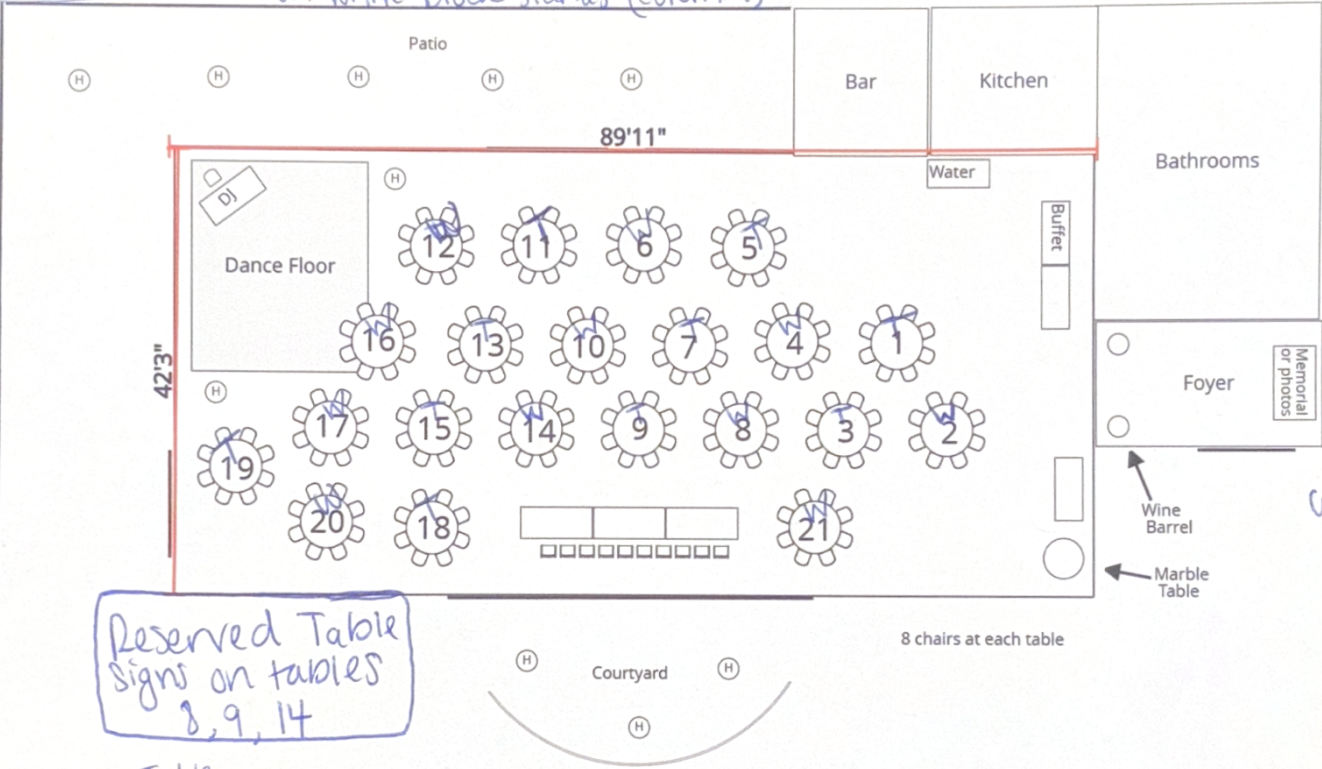 Patio
H H H H H
Bar
Kitchen
Bathrooms
89'11"
Water
DJ
H
Buffet
Dance Floor
12 11 6 5
W T W T
16 13 10 7 4 1
W T W T W T
42'3"
H
Foyer
Memorial
or photos
17 15 14 9 8 3 2
W T W T W T W
19
T
20 18 21
W T W
Wine
Barrel
Marble
Table
Reserved Table
signs on tables
8, 9, 14
8 chairs at each table
H Courtyard H
H